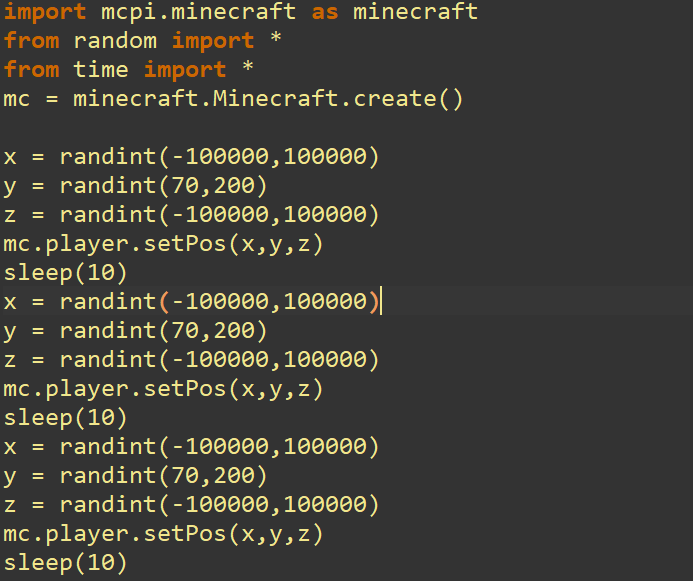 import mcpi.minecraft as minecraft
from random import *
from time import *
mc = minecraft.Minecraft.create()
x = randint(-100000,100000)
y = randint(70,200)
z = randint(-100000,100000)
mc.player.setPos(x,y,z)
sleep(10)
x = randint(-100000,100000)
y = randint(70,200)
z = randint(-100000,100000)
mc.player.setPos(x,y,z)
sleep(10)
x = randint(-100000,100000)
y = randint(70,200)
z = randint(-100000,100000)
mc.player.setPos(x,y,z)
sleep(10)